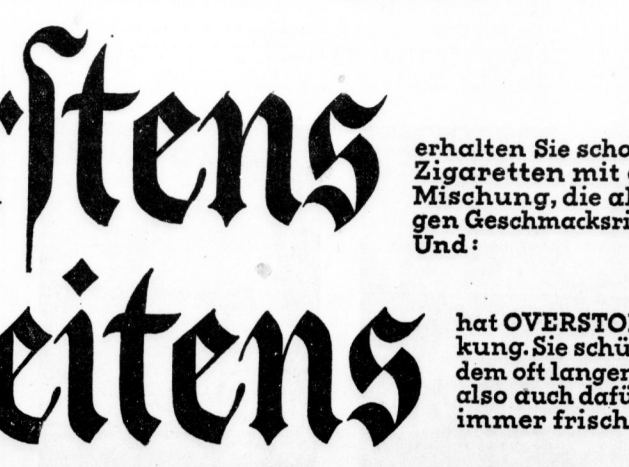 rſtens
erhalten Sie scho
Zigaretten mit
Mischung, die al
gen Geschmacksri
Und:
eitens
hat OVERSTO
kung. Sie schü
dem oft langen
also auch dafü
immer frisch